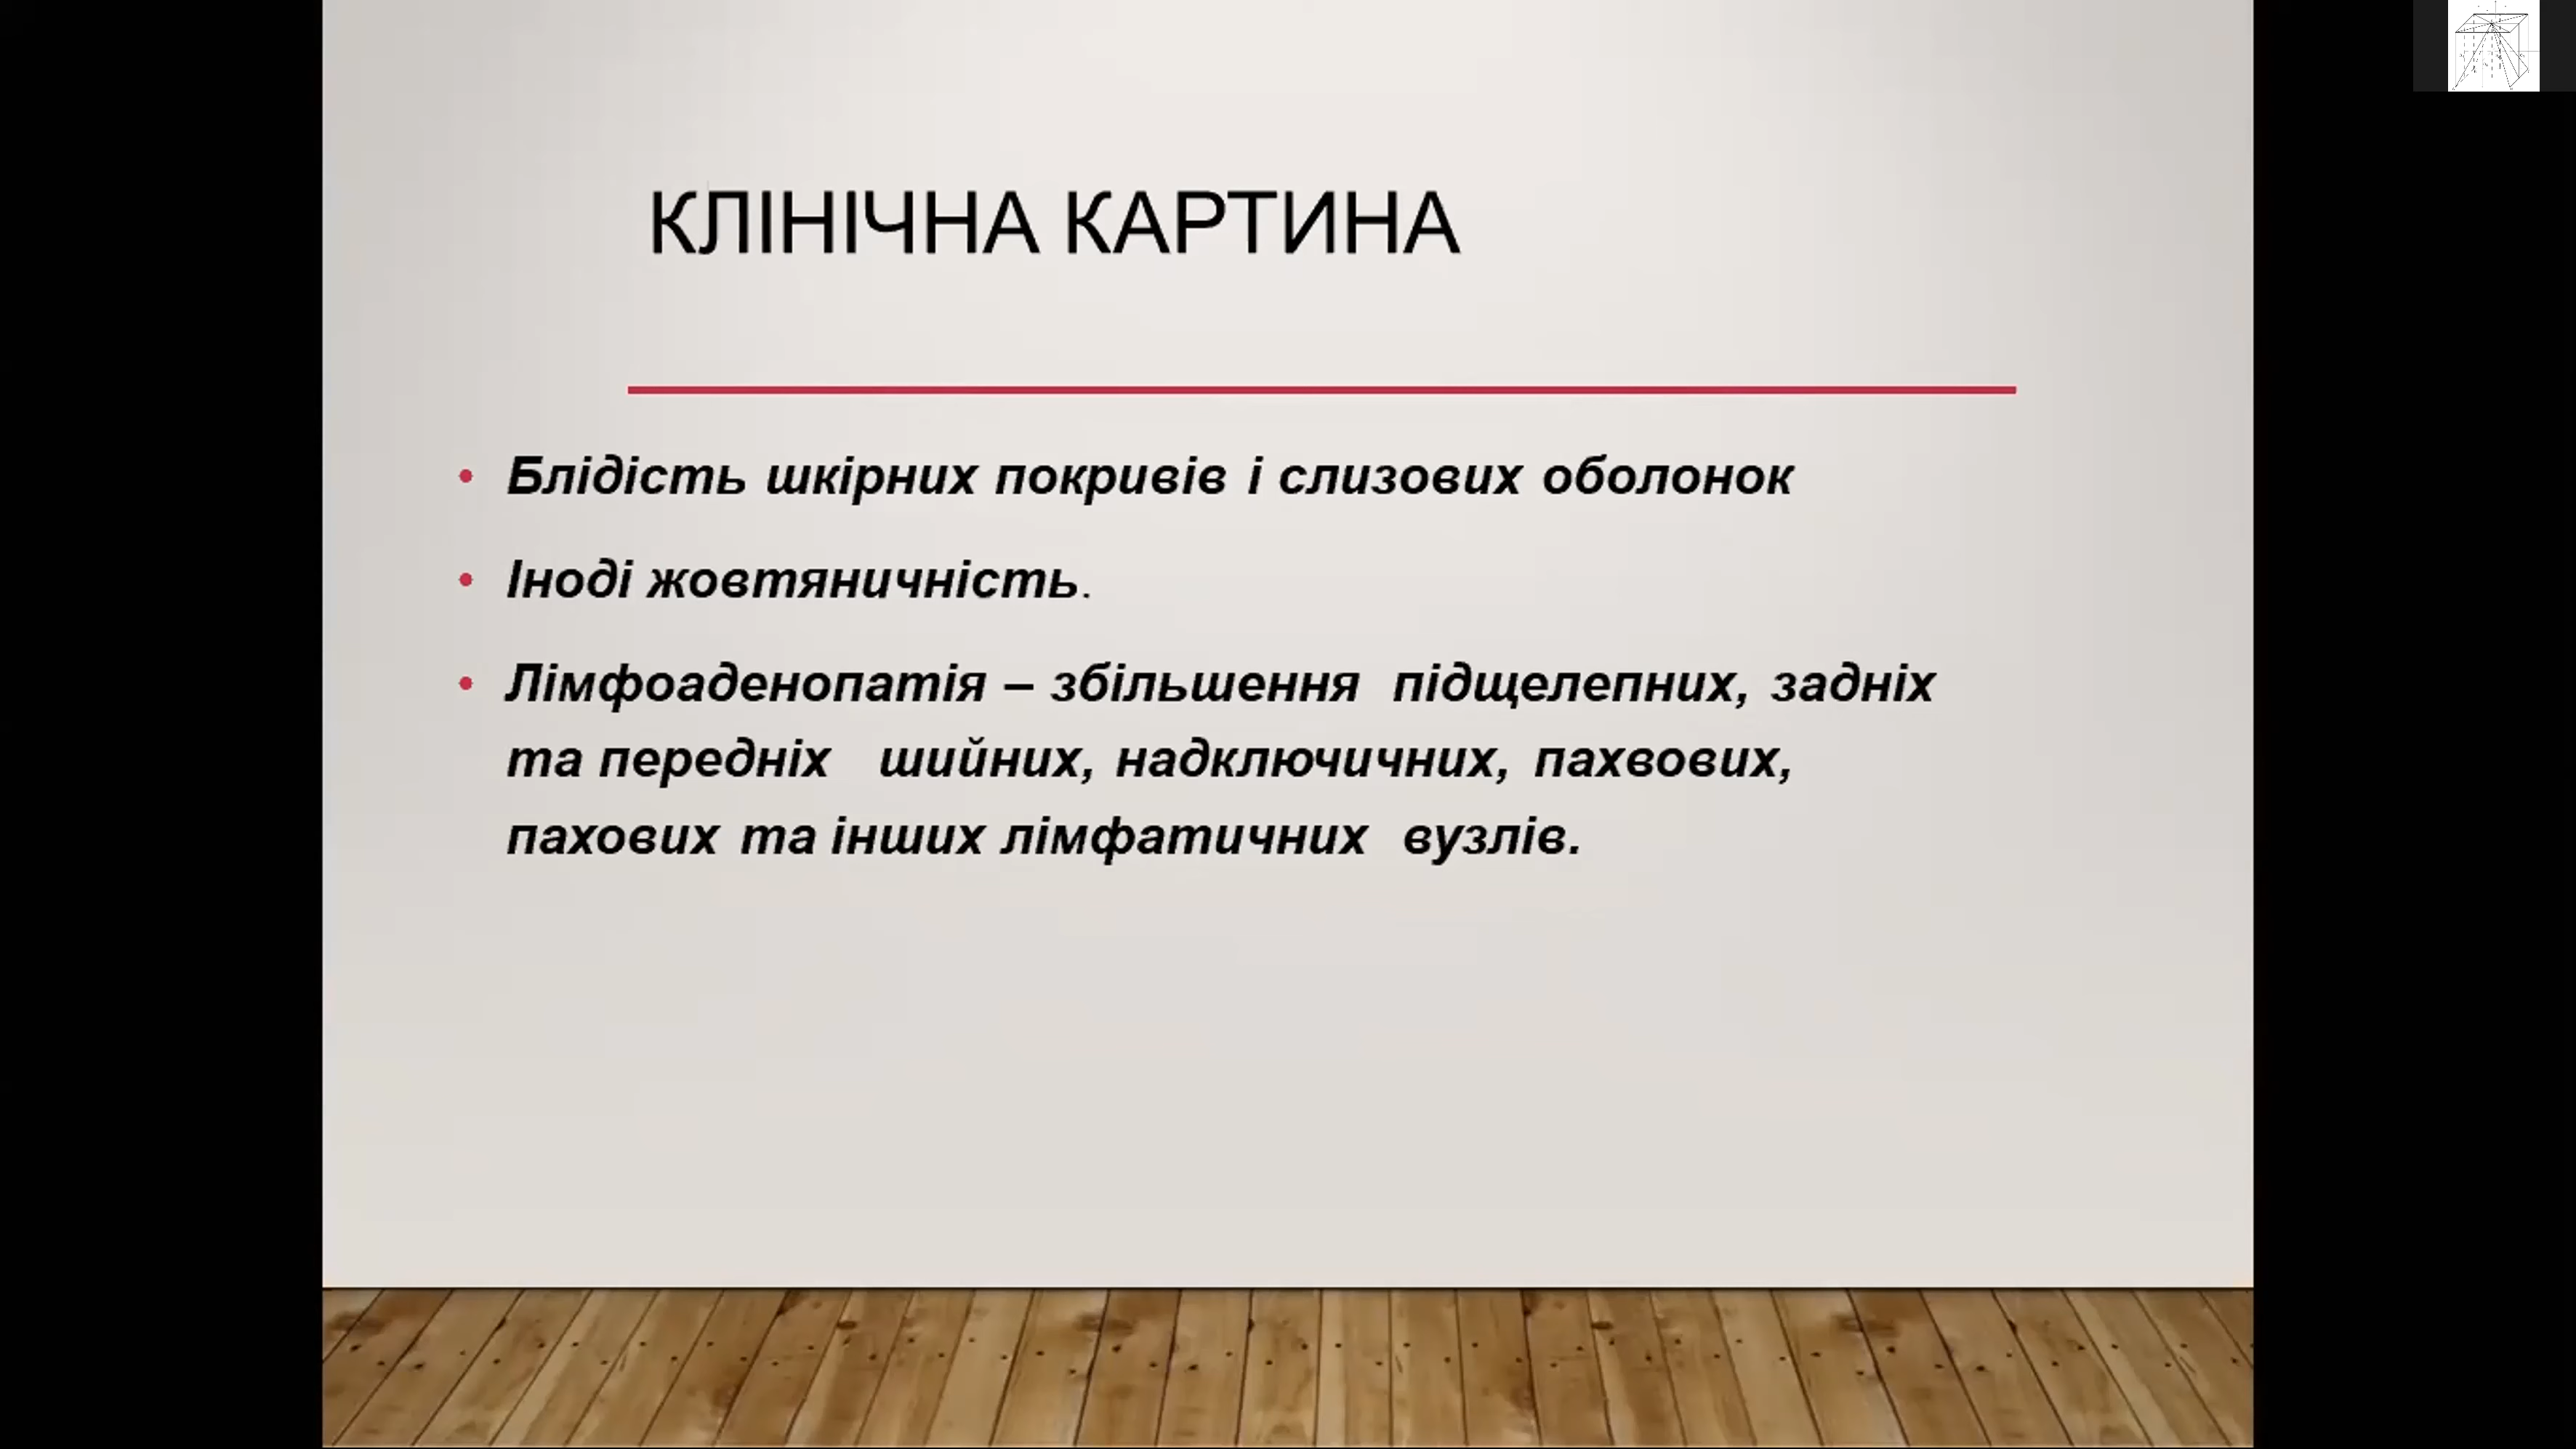 КЛІНІЧНА КАРТИНА
• Блідість шкірних покривів і слизових оболонок
• Іноді жовтяничність.
• Лімфоаденопатія – збільшення підщелепних, задніх
та передніх шийних, надключичних, пахвових,
пахових та інших лімфатичних вузлів.